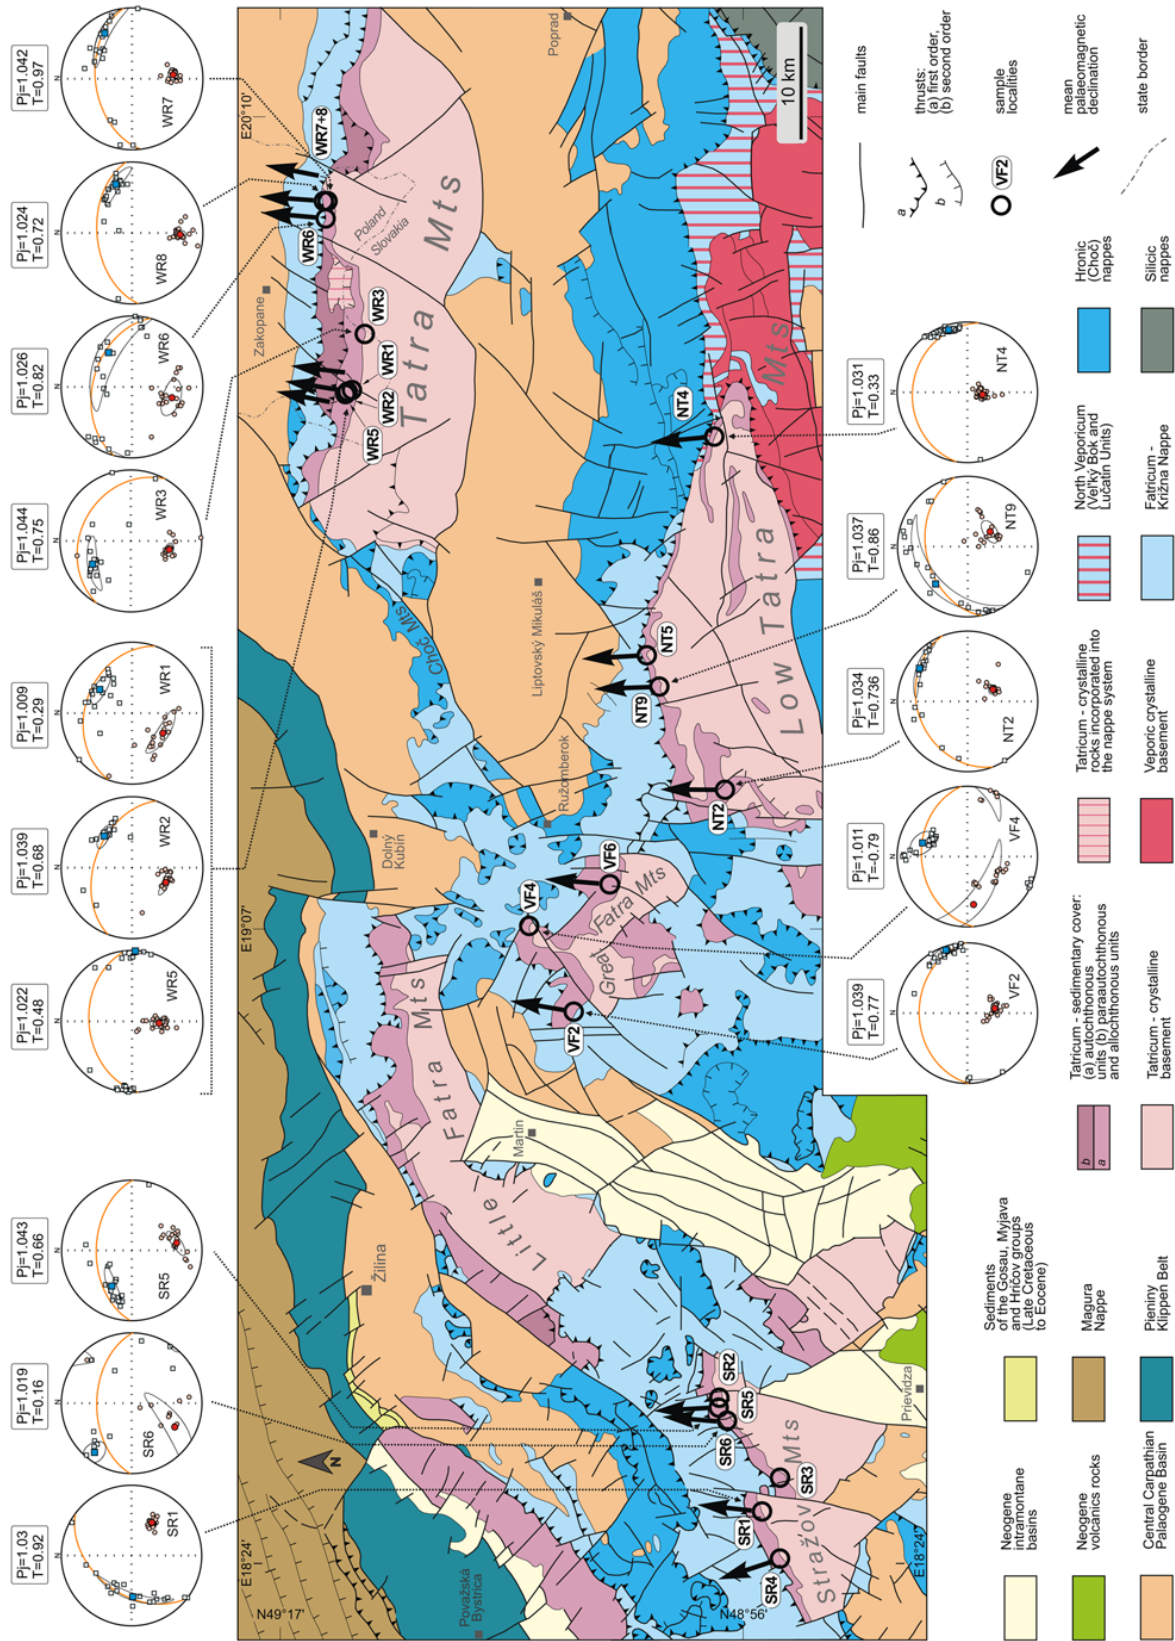 Pj=1.03
T=0.92
SR1
Pj=1.019
T=0.16
N
SR6
Pj=1.043
T=0.66
N
SR5
Pj=1.022
T=0.48
N
WR5
Pj=1.039
T=0.68
N
WR2
Pj=1.009
T=0.29
N
WR1
Pj=1.044
T=0.75
N
WR3
Pj=1.026
T=0.82
N
WR6
Pj=1.024
T=0.72
N
WR8
Pj=1.042
T=0.97
N
WR7
E18°24'
E19°07'
E20°10'
N49°17'
N48°56'
N
Považská
Bystrica
Žilina
Martin
Dolný
Kubín
Ružomberok
Liptovský Mikuláš
Zakopane
Poprad
Prievidza
Poland
Slovakia
Strážov Mts
Little Fatra Mts
Great Fatra Mts
Choč Mts
Low Tatra Mts
Tatra Mts
SR4
SR1
SR3
SR6
SR5
SR2
VF2
VF4
VF6
NT2
NT9
NT5
NT4
WR5
WR2
WR1
WR3
WR6
WR7+8
10 km
Pj=1.039
T=0.77
VF2
Pj=1.011
T=-0.79
VF4
Pj=1.034
T=0.736
NT2
Pj=1.037
T=0.86
NT9
Pj=1.031
T=0.33
NT4
Neogene
intramontane
basins
Neogene
volcanics rocks
Central Carpathian
Palaogene Basin
Sediments
of the Gosau, Myjava
and Hričov groups
(Late Cretaceous
to Eocene)
Magura
Nappe
Pieniny
Klippen Belt
b
a
Tatricum - sedimentary cover:
(a) autochthonous
units (b) paraautochthonous
and allochthonous units
Tatricum - crystalline
basement
Tatricum - crystalline
rocks incorporated into
the nappe system
Veporic crystalline
basement
North Veporicum
(Veľký Bok and
Lučatín Units)
Fatricum -
Križna Nappe
Hronic
(Choč)
nappes
Silicic
nappes
main faults
a
b
thrusts:
(a) first order,
(b) second order
VF2
sample
localities
mean
palaeomagnetic
declination
state border